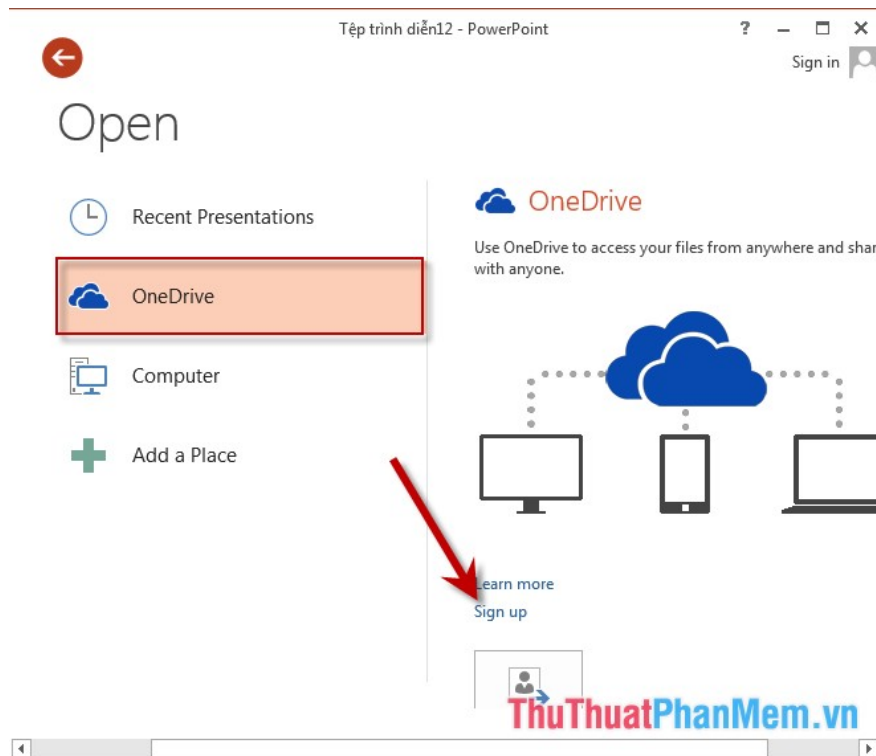 Tệp trình diễn12 - PowerPoint
?
Sign in
Open
Recent Presentations
OneDrive
Computer
Add a Place
OneDrive
Use OneDrive to access your files from anywhere and shar
with anyone.
Learn more
Sign up
ThuThuatPhanMem.vn